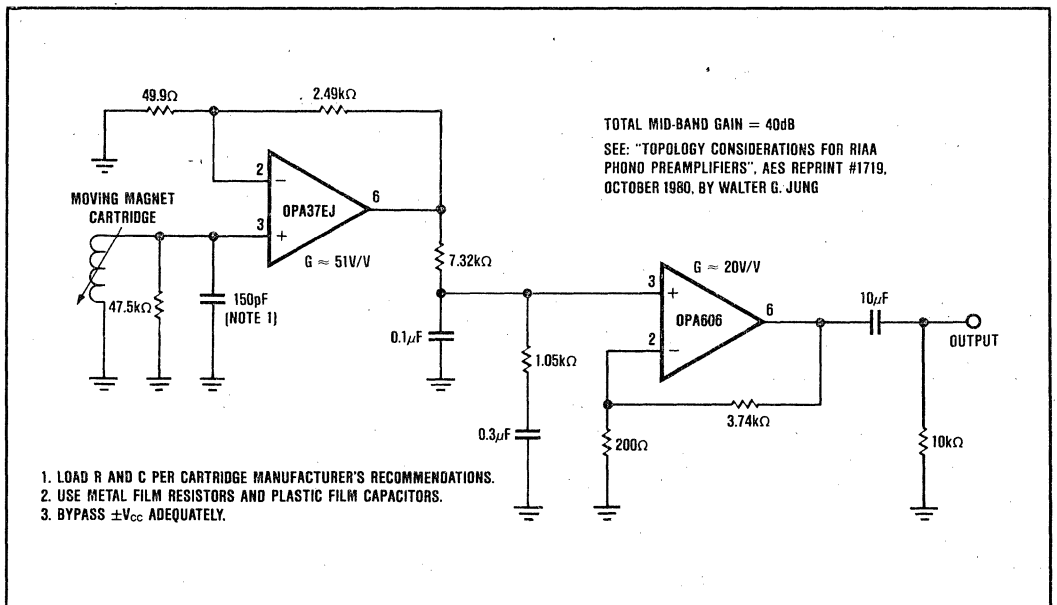 49.9Ω
2.49kΩ
TOTAL MID-BAND GAIN = 40dB
SEE: "TOPOLOGY CONSIDERATIONS FOR RIAA
PHONO PREAMPLIFIERS", AES REPRINT #1719,
OCTOBER 1980, BY WALTER G. JUNG
MOVING MAGNET
CARTRIDGE
2
−
OPA37EJ
6
3
+
G ≈ 51V/V
7.32kΩ
47.5kΩ
150pF
(NOTE 1)
0.1μF
1.05kΩ
0.3μF
G ≈ 20V/V
3
+
OPA606
6
2
−
10μF
OUTPUT
3.74kΩ
200Ω
10kΩ
1. LOAD R AND C PER CARTRIDGE MANUFACTURER'S RECOMMENDATIONS.
2. USE METAL FILM RESISTORS AND PLASTIC FILM CAPACITORS.
3. BYPASS ±Vcc ADEQUATELY.